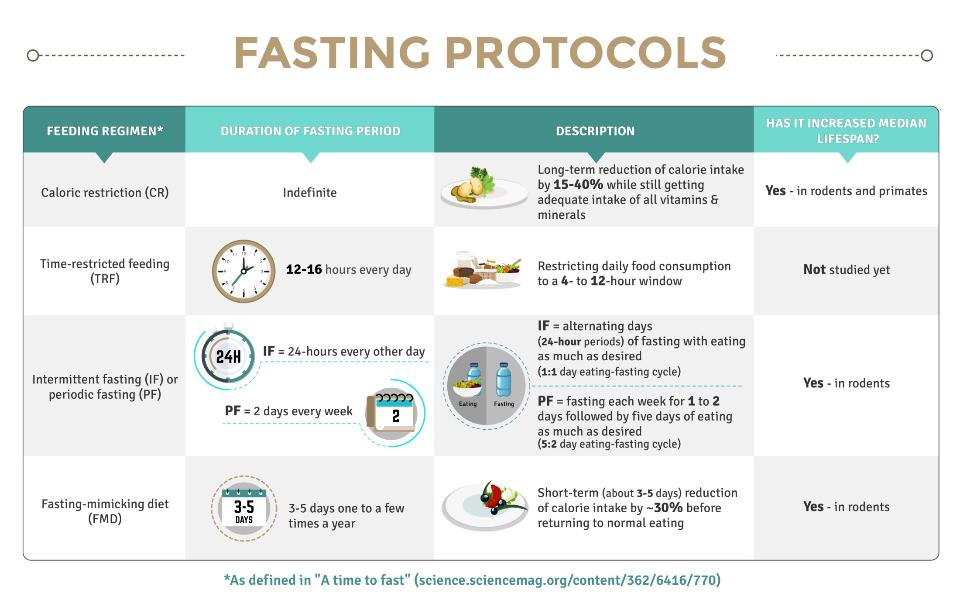 FASTING PROTOCOLS
FEEDING REGIMEN*
DURATION OF FASTING PERIOD
DESCRIPTION
HAS IT INCREASED MEDIAN
LIFESPAN?
Caloric restriction (CR)
Indefinite
Long-term reduction of calorie intake
by 15-40% while still getting
adequate intake of all vitamins &
minerals
Yes - in rodents and primates
Time-restricted feeding
(TRF)
12-16 hours every day
Restricting daily food consumption
to a 4- to 12-hour window
Not studied yet
Intermittent fasting (IF) or
periodic fasting (PF)
24H
IF = 24-hours every other day
PF = 2 days every week
2
Eating
Fasting
IF = alternating days
(24-hour periods) of fasting with eating
as much as desired
(1:1 day eating-fasting cycle)
PF = fasting each week for 1 to 2
days followed by five days of eating
as much as desired
(5:2 day eating-fasting cycle)
Yes - in rodents
Fasting-mimicking diet
(FMD)
3-5
DAYS
3-5 days one to a few
times a year
Short-term (about 3-5 days) reduction
of calorie intake by ~30% before
returning to normal eating
Yes - in rodents
*As defined in "A time to fast" (science.sciencemag.org/content/362/6416/770)